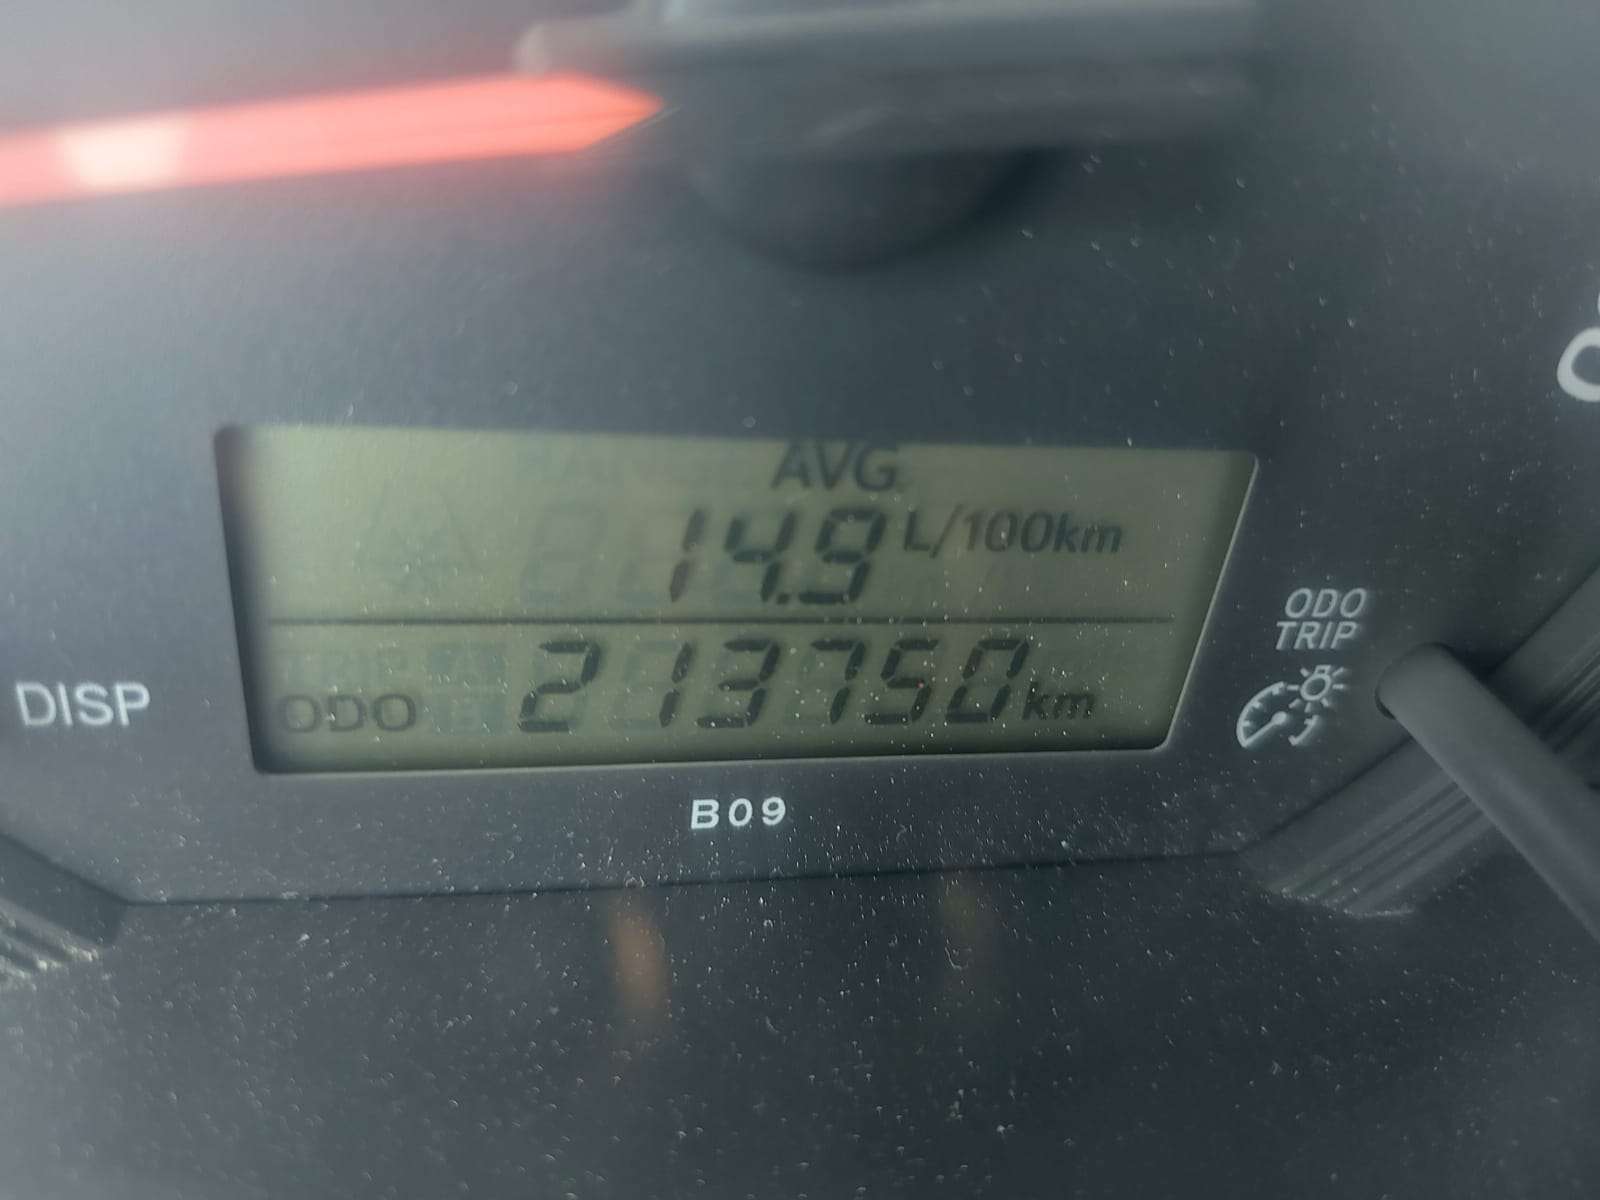 AVG
14.9 L/100km
ODO 213750 km
DISP
ODO
TRIP
B09